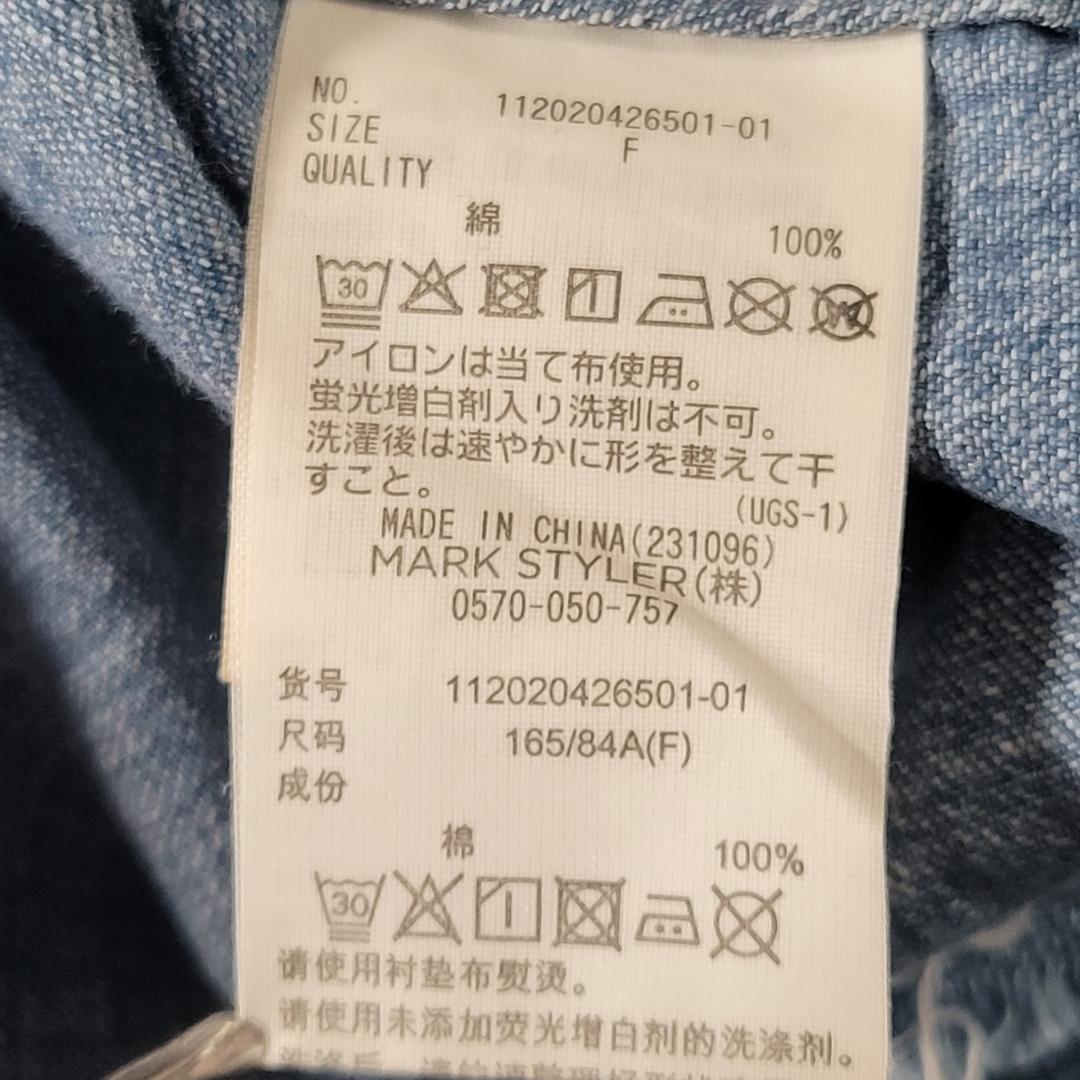 NO. 112020426501-01
SIZE F
QUALITY
綿 100%
30
アイロンは当て布使用。
蛍光増白剤入り洗剤は不可。
洗濯後は速やかに形を整えて干
すこと。
(UGS-1)
MADE IN CHINA(231096)
MARK STYLER(株)
0570-050-757
货号 112020426501-01
尺码 165/84A(F)
成份
棉 100%
30
请使用衬垫布熨烫。
请使用未添加荧光增白剂的洗涤剂。